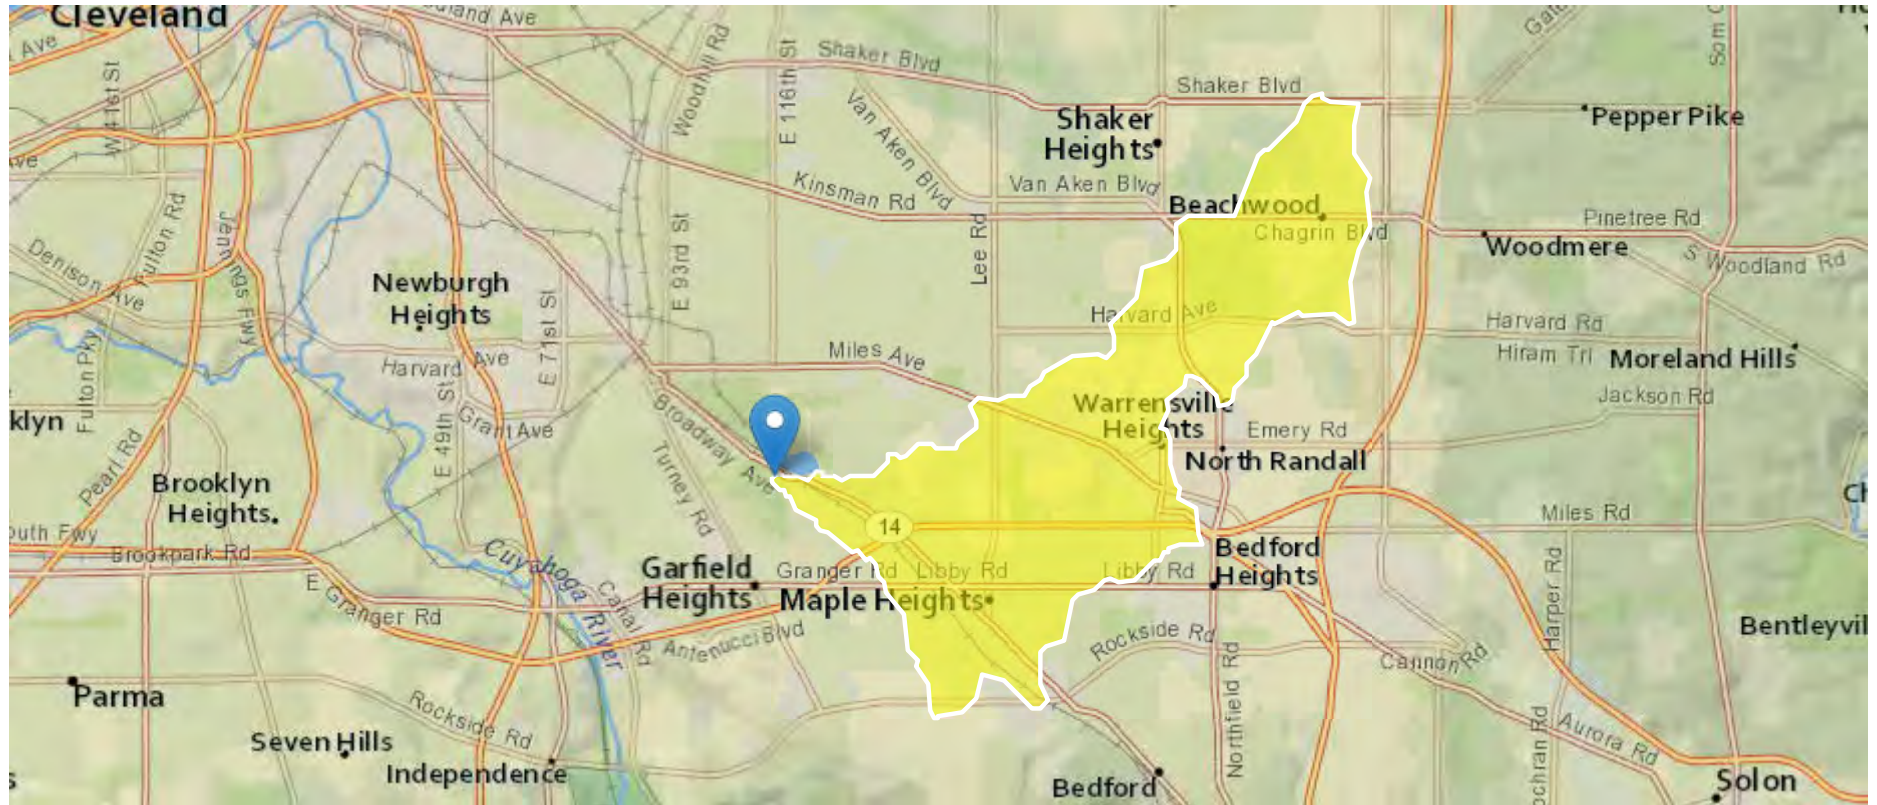 Cleveland
Shaker Blvd
Shaker Blvd
W 41st St
Woodhill Rd
E 116th St
Van Aken Blvd
Shaker
Heights
Pepper Pike
Van Aken Blvd
Kinsman Rd
Beachwood
Chagrin Blvd
Pinetree Rd
Woodmere
S Woodland Rd
Fulton Rd
Jennings Fwy
Denison Ave
Newburgh
Heights
E 93rd St
Lee Rd
Harvard Ave
Harvard Rd
Hiram Trl
Moreland Hills
Jackson Rd
Fulton Pky
Harvard Ave
E 71st St
Miles Ave
E 49th St
Grant Ave
Broadway Ave
Warrensville
Heights
Emery Rd
North Randall
Pearl Rd
Turney Rd
Brooklyn
Heights
14
Miles Rd
Brookpark Rd
Cuyahoga River
Canal Rd
Garfield
Heights
Granger Rd
Libby Rd
Libby Rd
Bedford
Heights
Maple Heights
E Granger Rd
Antenucci Blvd
Rockside Rd
Northfield Rd
Cannon Rd
Harper Rd
Parma
Rockside Rd
Seven Hills
Independence
Bedford
Aurora Rd
Solon